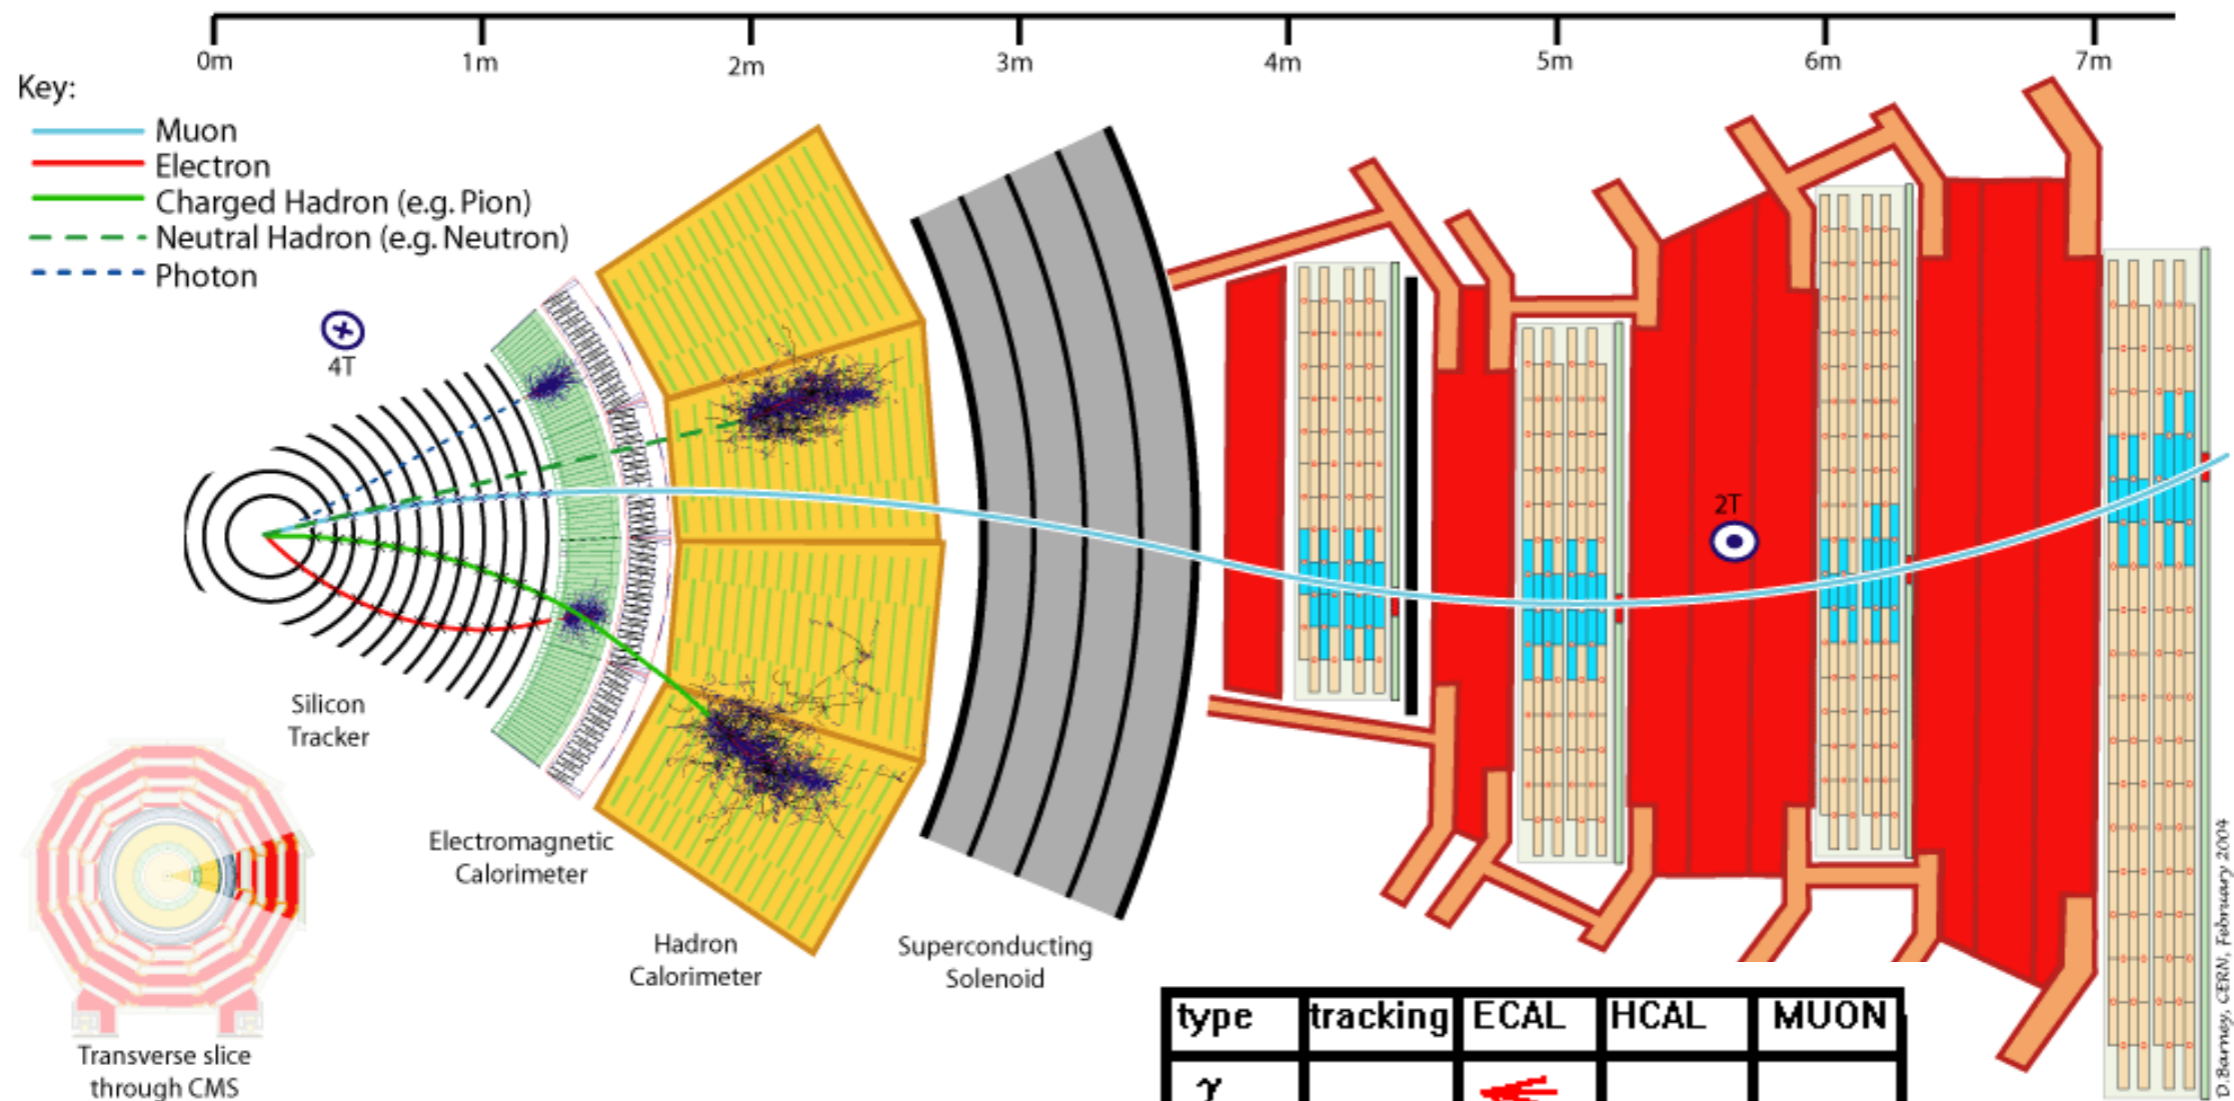 0m 1m 2m 3m 4m 5m 6m 7m
Key:
Muon
Electron
Charged Hadron (e.g. Pion)
Neutral Hadron (e.g. Neutron)
Photon
4T
2T
Silicon
Tracker
Electromagnetic
Calorimeter
Hadron
Calorimeter
Superconducting
Solenoid
Transverse slice
through CMS
D.Barney, CERN, February 2004
type tracking ECAL HCAL MUON
γ